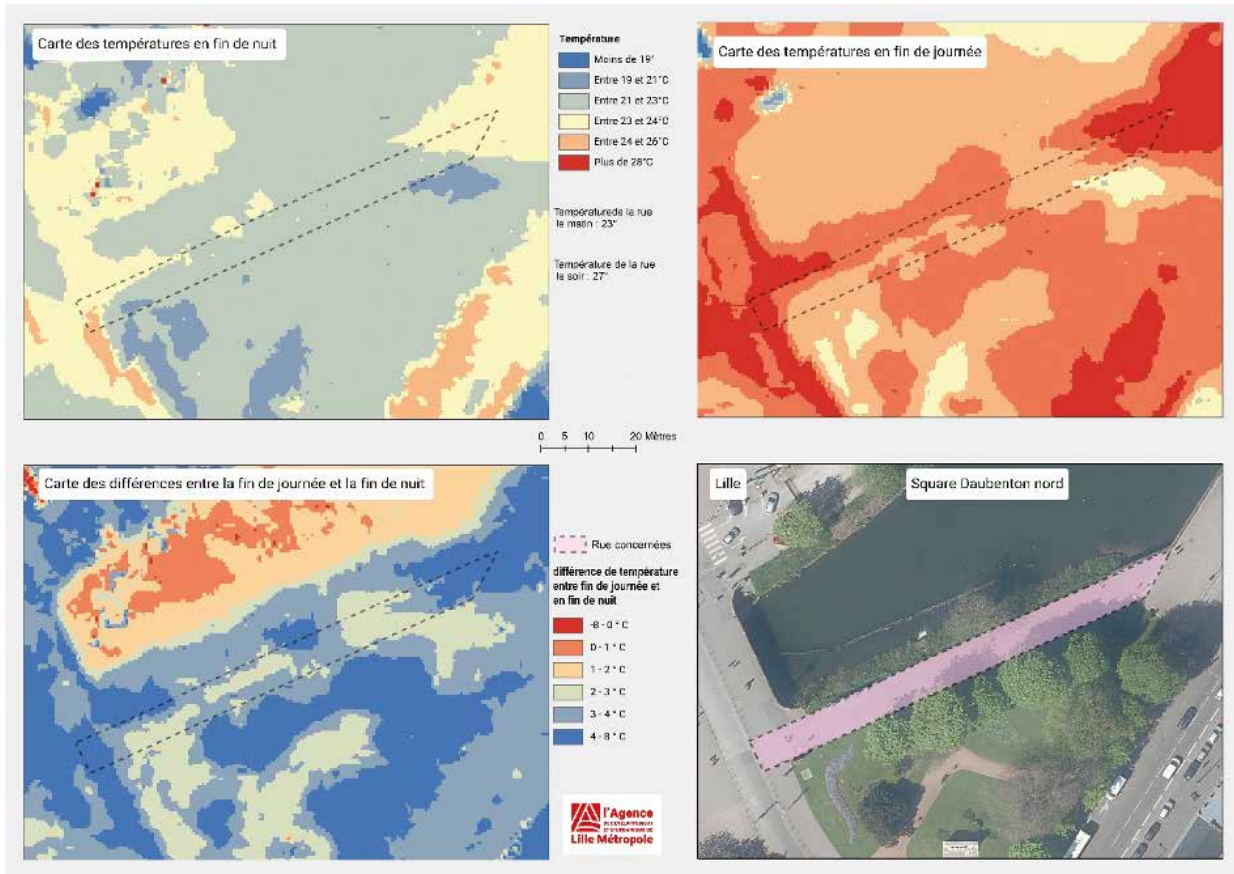 Carte des températures en fin de nuit
Température
Moins de 19°
Entre 19 et 21°C
Entre 21 et 23°C
Entre 23 et 24°C
Entre 24 et 26°C
Plus de 28°C
Températurede la rue
le matin : 23°
Température de la rue
le soir : 27°
Carte des températures en fin de journée
0 5 10 20 Mètres
Carte des différences entre la fin de journée et la fin de nuit
Rue concernées
différence de température
entre fin de journée et
en fin de nuit
-8 - 0 ° C
0 - 1 ° C
1 - 2 ° C
2 - 3 ° C
3 - 4 ° C
4 - 8 ° C
l'Agence
DE DÉVELOPPEMENT
ET D'URBANISME DE
Lille Métropole
Lille
Square Daubenton nord